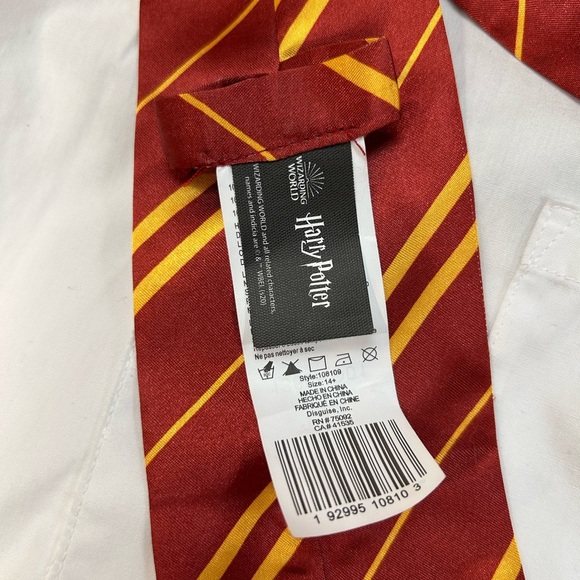 WIZARDING
WORLD
Harry Potter
WIZARDING WORLD and all related characters,
names and indicia are © & ™ WBEI. (s20)
Ne pas nettoyer à sec
Style:108109
Size: 14+
MADE IN CHINA
HECHO EN CHINA
FABRIQUÉ EN CHINE
Disguise, Inc.
RN # 75092
CA # 41535
1 92995 10810 3